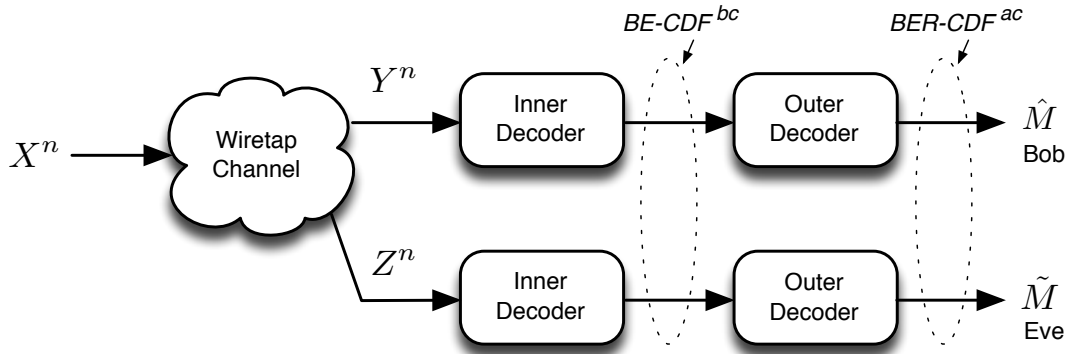 BE-CDF^bc
BER-CDF^ac
X^n
Wiretap
Channel
Y^n
Inner
Decoder
Outer
Decoder
M̂
Bob
Z^n
Inner
Decoder
Outer
Decoder
M̃
Eve